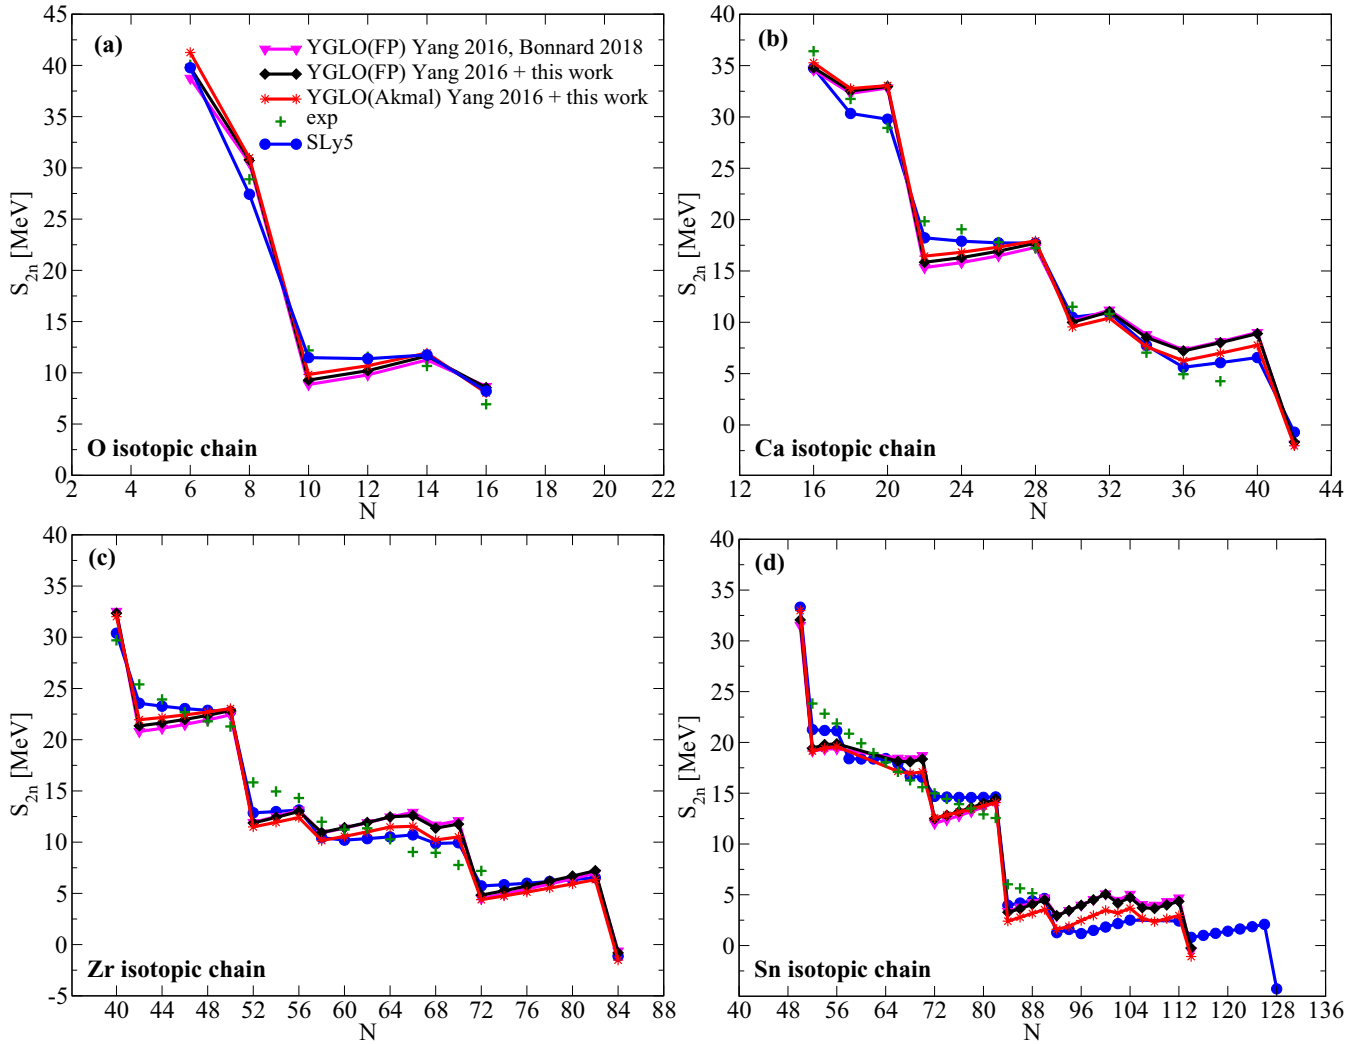 (a)
YGLO(FP) Yang 2016, Bonnard 2018
YGLO(FP) Yang 2016 + this work
YGLO(Akmal) Yang 2016 + this work
exp
SLy5
45
40
35
30
25
20
15
10
5
0
S2n [MeV]
O isotopic chain
2 4 6 8 10 12 14 16 18 20 22
N
(b)
40
35
30
25
20
15
10
5
0
S2n [MeV]
Ca isotopic chain
12 16 20 24 28 32 36 40 44
N
(c)
40
35
30
25
20
15
10
5
0
-5
S2n [MeV]
Zr isotopic chain
40 44 48 52 56 60 64 68 72 76 80 84 88
N
(d)
40
35
30
25
20
15
10
5
0
S2n [MeV]
Sn isotopic chain
40 48 56 64 72 80 88 96 104 112 120 128 136
N